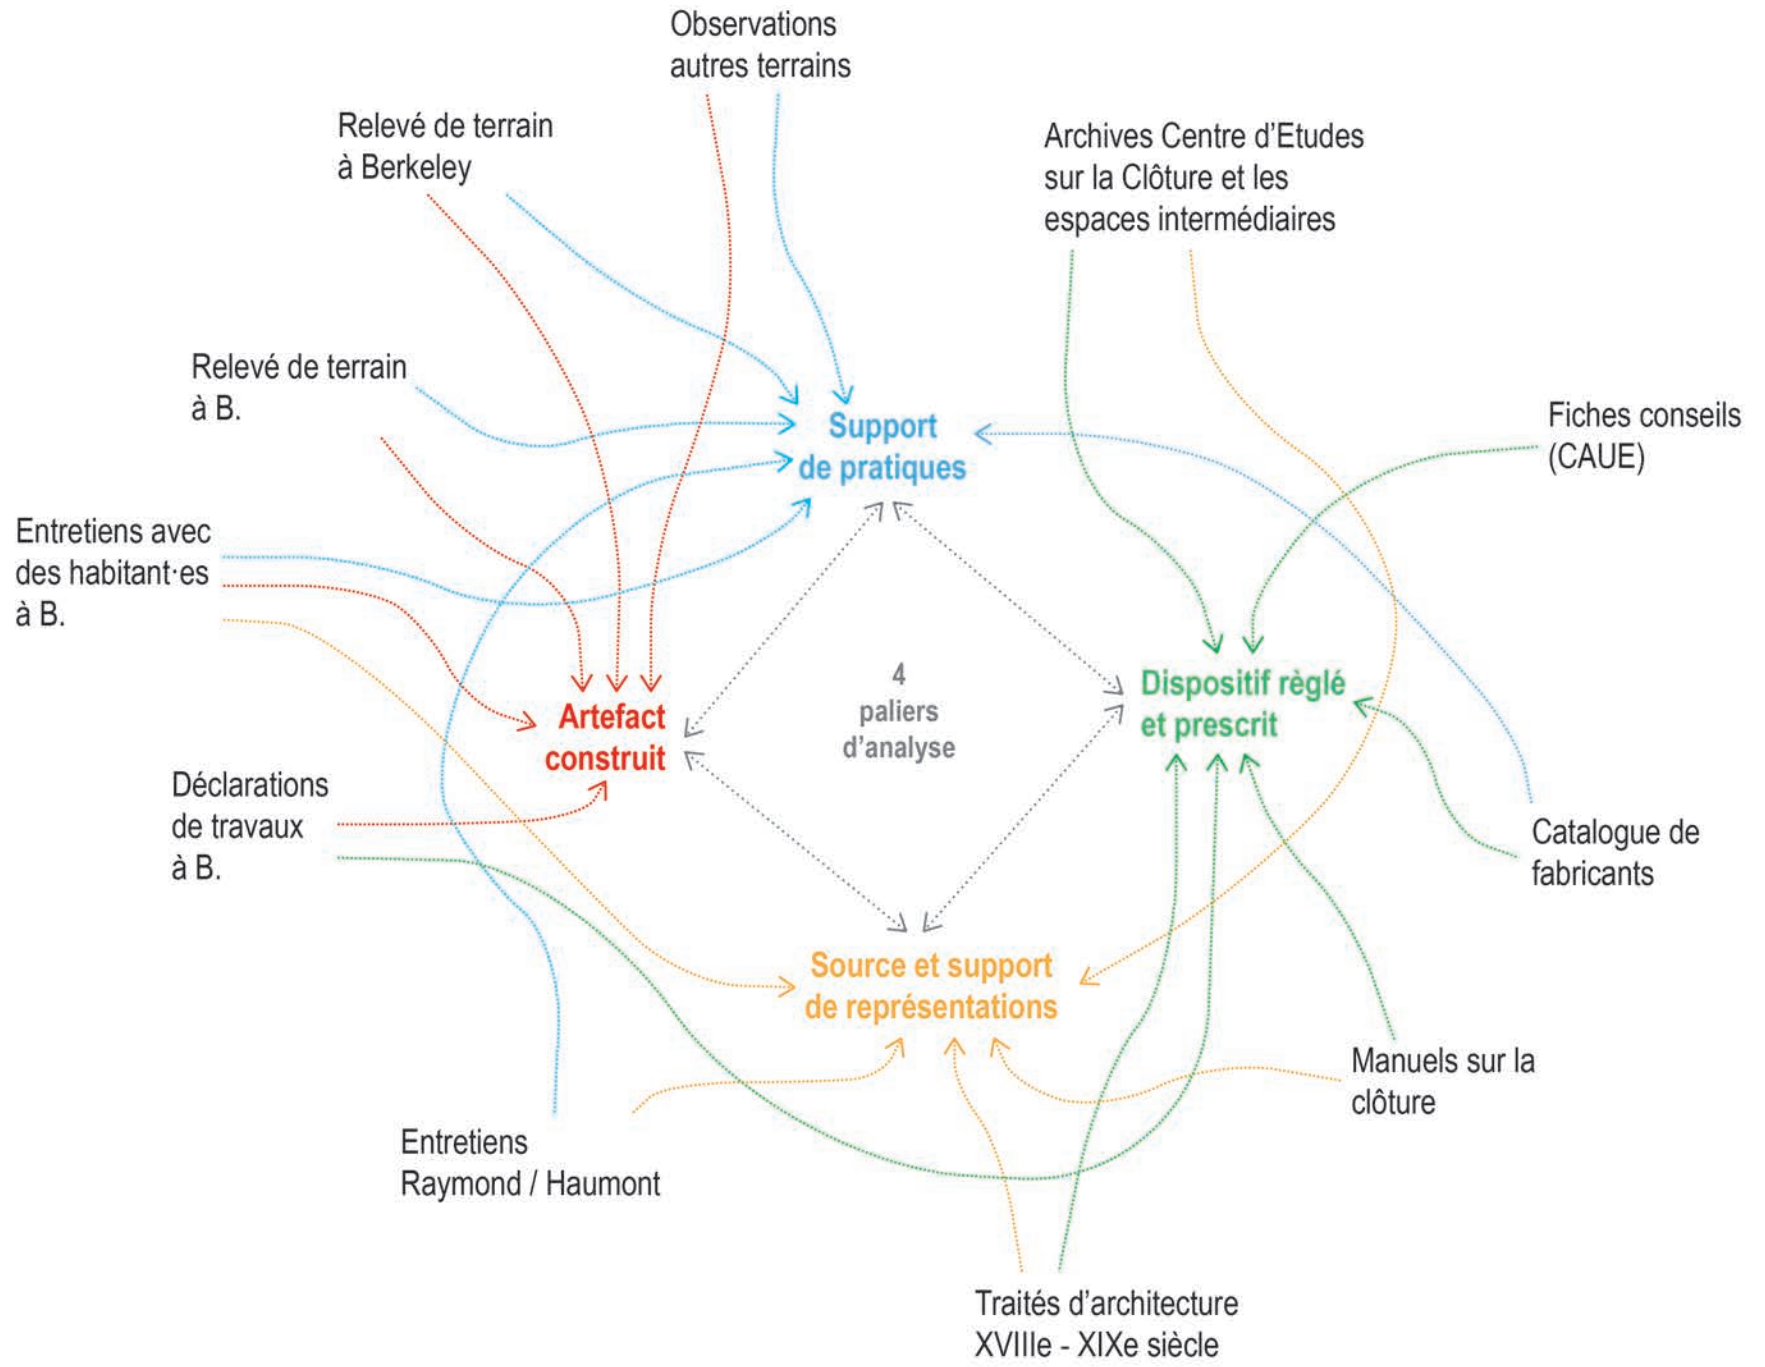 Observations
autres terrains
Relevé de terrain
à Berkeley
Archives Centre d'Etudes
sur la Clôture et les
espaces intermédiaires
Relevé de terrain
à B.
Support
de pratiques
Fiches conseils
(CAUE)
Entretiens avec
des habitant·es
à B.
4
paliers
d'analyse
Dispositif règlé
et prescrit
Artefact
construit
Déclarations
de travaux
à B.
Catalogue de
fabricants
Source et support
de représentations
Manuels sur la
clôture
Entretiens
Raymond / Haumont
Traités d'architecture
XVIIIe - XIXe siècle